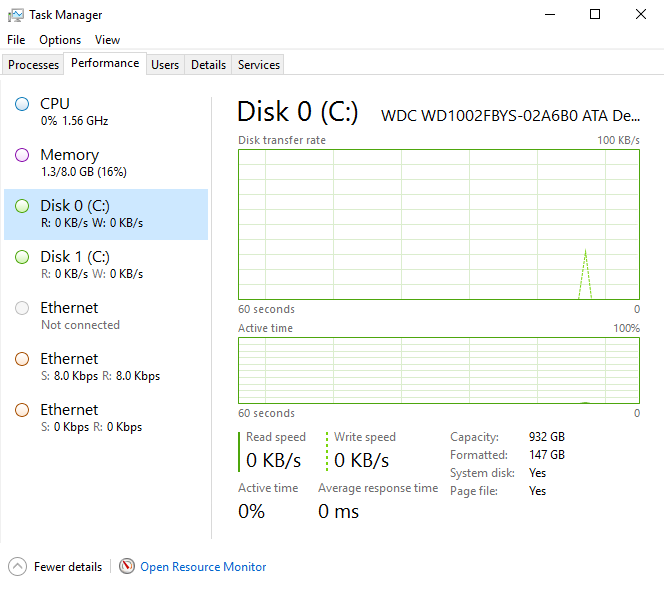 Task Manager
File Options View
Processes Performance Users Details Services
CPU
0% 1.56 GHz
Memory
1.3/8.0 GB (16%)
Disk 0 (C:)
R: 0 KB/s W: 0 KB/s
Disk 1 (C:)
R: 0 KB/s W: 0 KB/s
Ethernet
Not connected
Ethernet
S: 8.0 Kbps R: 8.0 Kbps
Ethernet
S: 0 Kbps R: 0 Kbps
Disk 0 (C:) WDC WD1002FBYS-02A6B0 ATA De...
Disk transfer rate 100 KB/s
60 seconds 0
Active time 100%
60 seconds 0
Read speed Write speed
0 KB/s 0 KB/s
Active time Average response time
0% 0 ms
Capacity: 932 GB
Formatted: 147 GB
System disk: Yes
Page file: Yes
Fewer details Open Resource Monitor